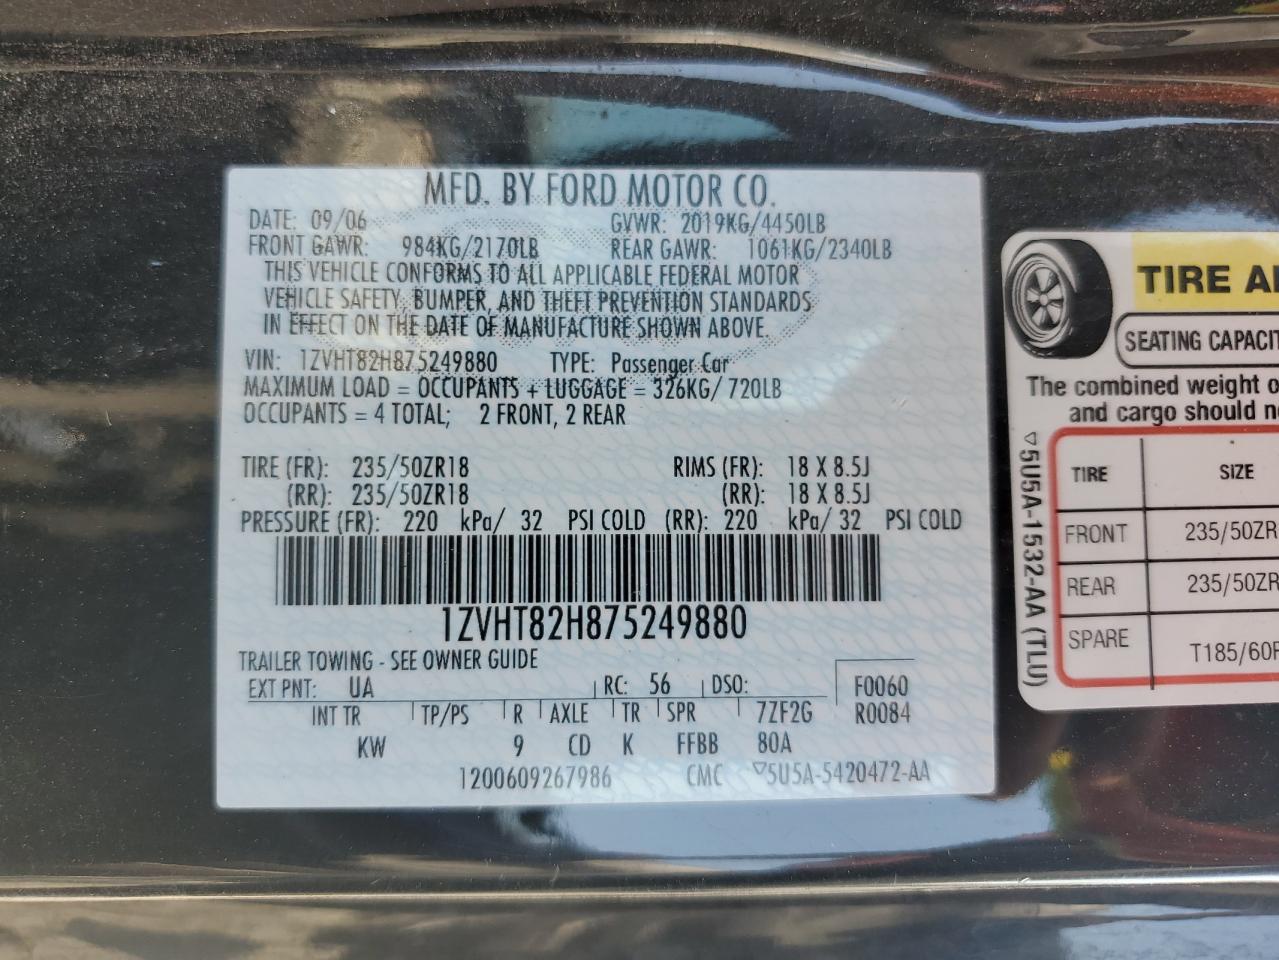 MFD. BY FORD MOTOR CO.
DATE: 09/06 GVWR: 2019KG/4450LB
FRONT GAWR: 984KG/2170LB REAR GAWR: 1061KG/2340LB
THIS VEHICLE CONFORMS TO ALL APPLICABLE FEDERAL MOTOR
VEHICLE SAFETY, BUMPER, AND THEFT PREVENTION STANDARDS
IN EFFECT ON THE DATE OF MANUFACTURE SHOWN ABOVE.
VIN: 1ZVHT82H875249880 TYPE: Passenger Car
MAXIMUM LOAD = OCCUPANTS + LUGGAGE = 326KG/ 720LB
OCCUPANTS = 4 TOTAL; 2 FRONT, 2 REAR
TIRE (FR): 235/50ZR18 RIMS (FR): 18 X 8.5J
(RR): 235/50ZR18 (RR): 18 X 8.5J
PRESSURE (FR): 220 kPa/ 32 PSI COLD (RR): 220 kPa/ 32 PSI COLD
1ZVHT82H875249880
TRAILER TOWING - SEE OWNER GUIDE
EXT PNT: UA RC: 56 DSO: F0060
INT TR TP/PS R AXLE TR SPR 7ZF2G R0084
KW 9 CD K FFBB 80A
1200609267986 CMC ▽5U5A-5420472-AA
TIRE A
SEATING CAPACIT
The combined weight o
and cargo should n
▽5U5A-1532-AA (TLU)
TIRE SIZE
FRONT 235/50ZR
REAR 235/50ZR
SPARE T185/60